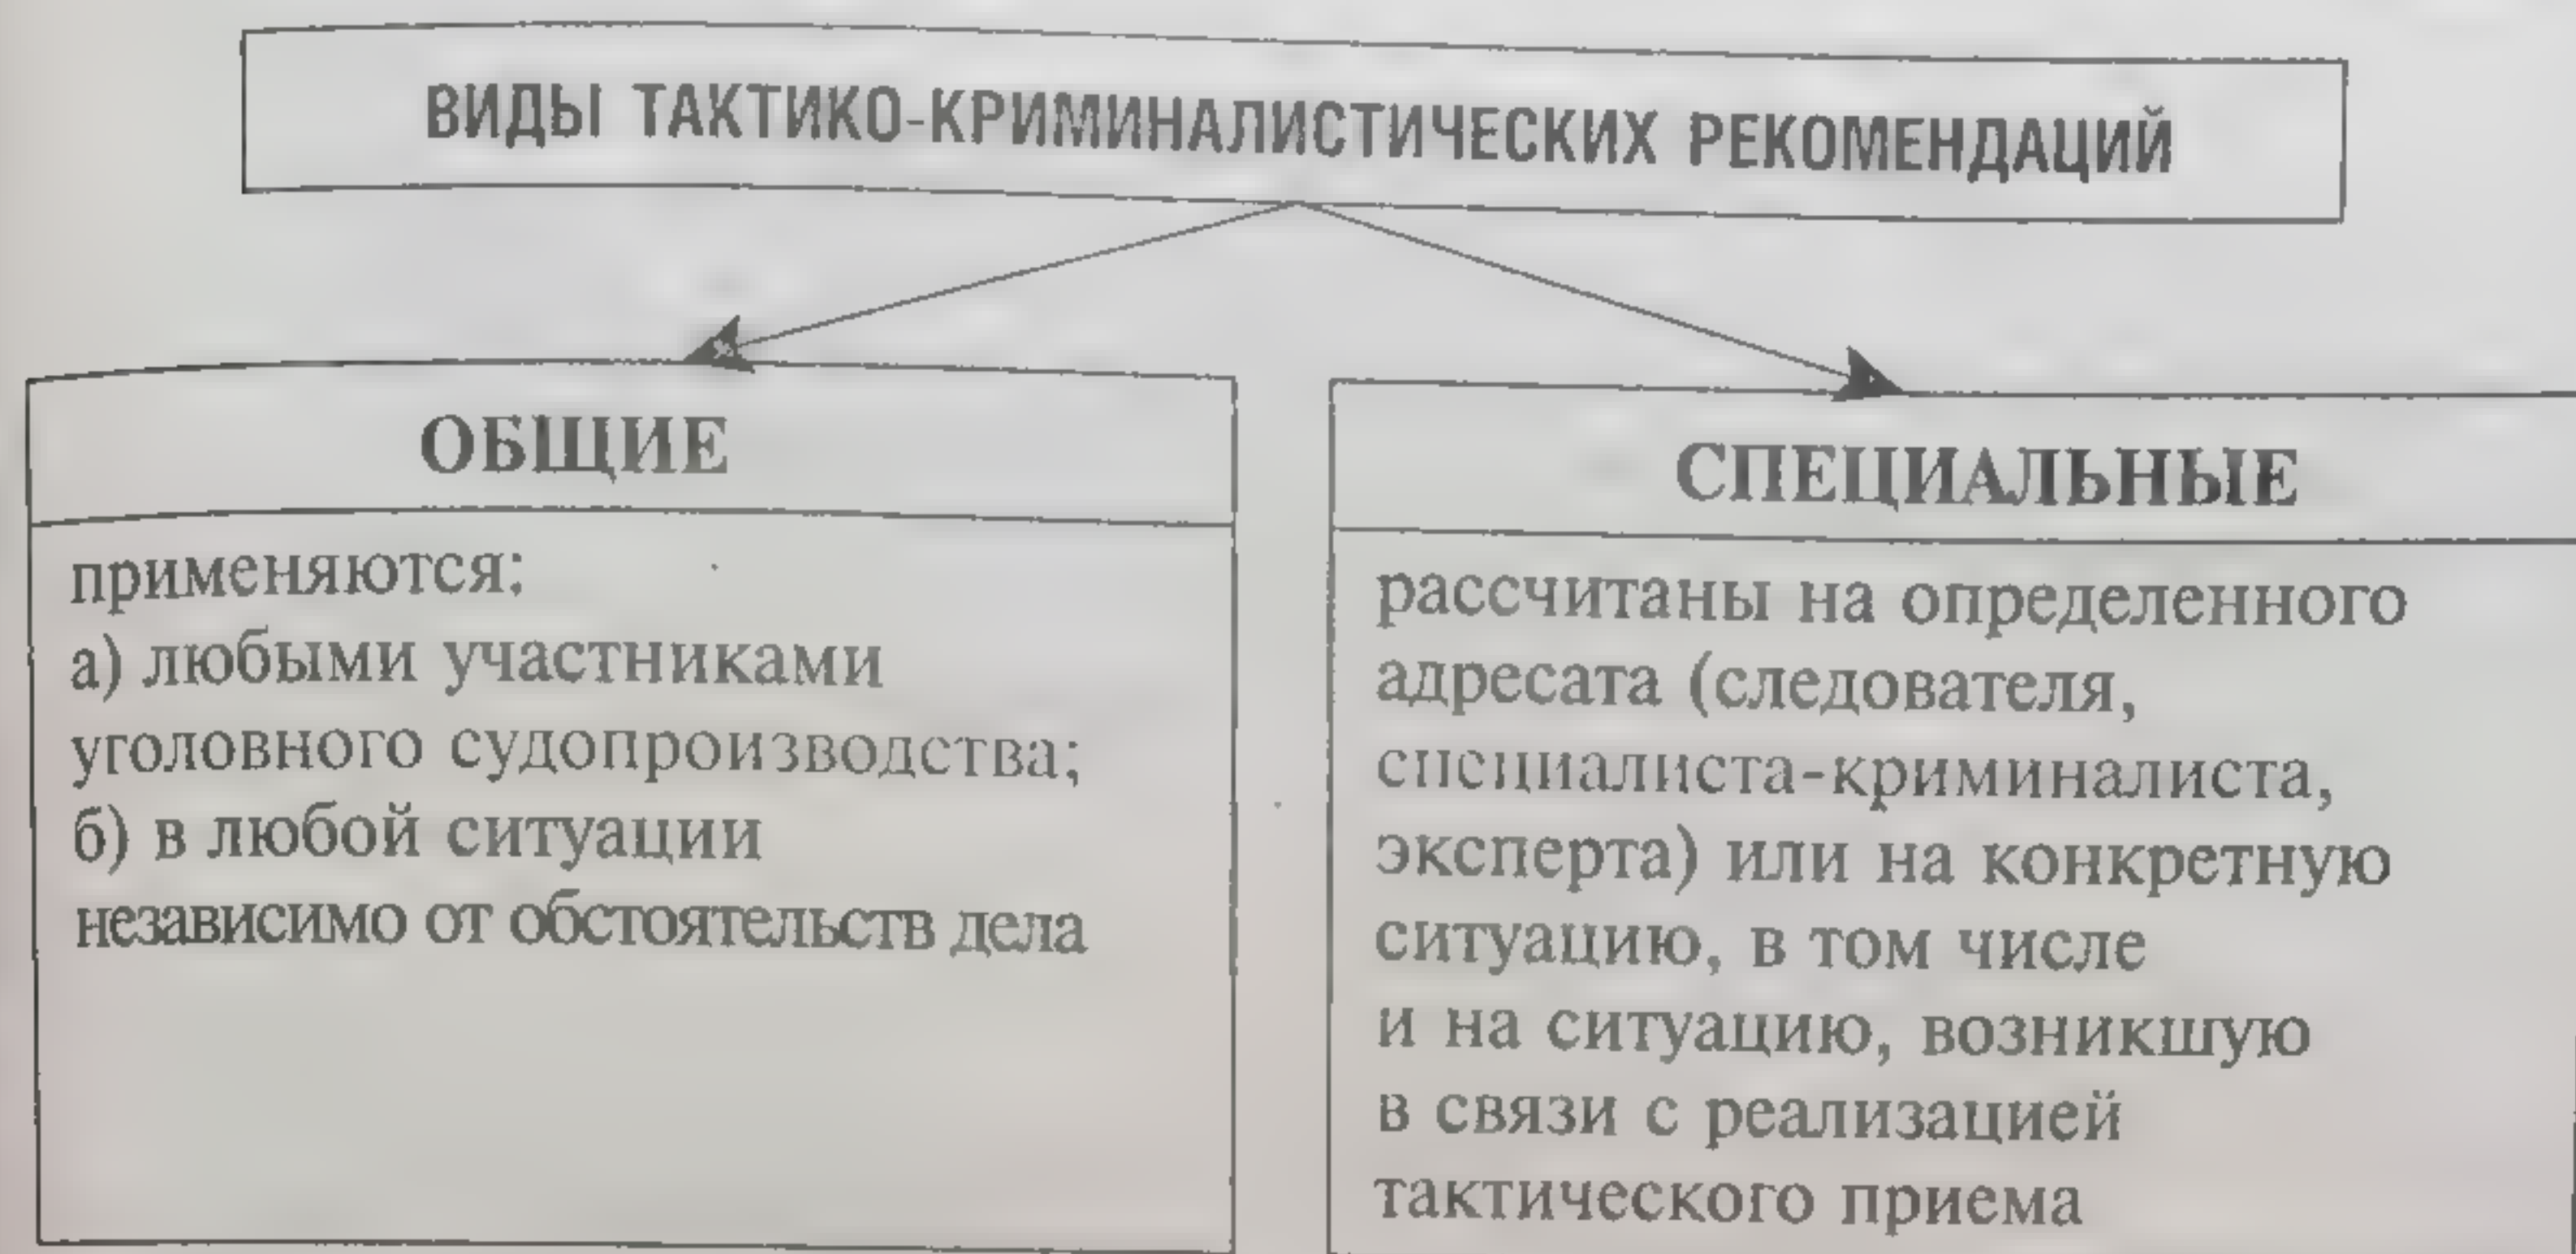 ВИДЫ ТАКТИКО-КРИМИНАЛИСТИЧЕСКИХ РЕКОМЕНДАЦИЙ
ОБЩИЕ
применяются:
а) любыми участниками
уголовного судопроизводства;
б) в любой ситуации
независимо от обстоятельств дела
СПЕЦИАЛЬНЫЕ
рассчитаны на определенного
адресата (следователя,
специалиста-криминалиста,
эксперта) или на конкретную
ситуацию, в том числе
и на ситуацию, возникшую
в связи с реализацией
тактического приема